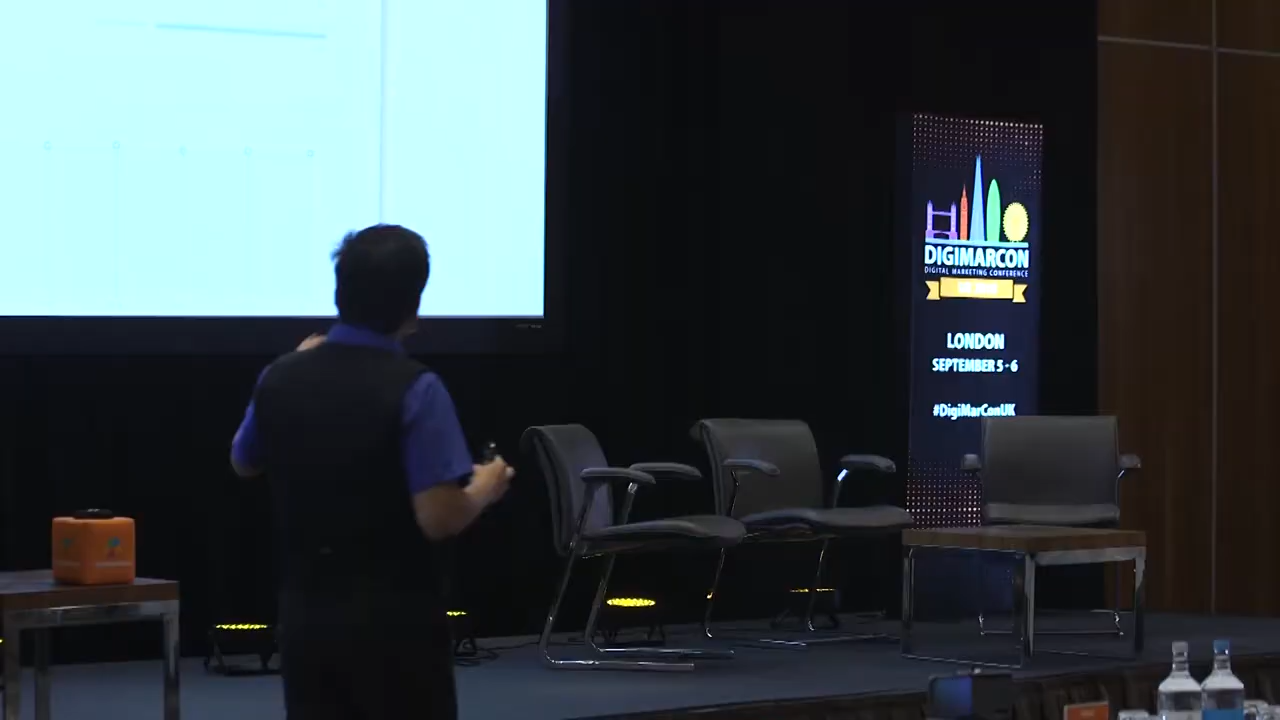 DIGIMARCON
DIGITAL MARKETING CONFERENCE
LONDON
SEPTEMBER 5-6
#DigiMarConUK